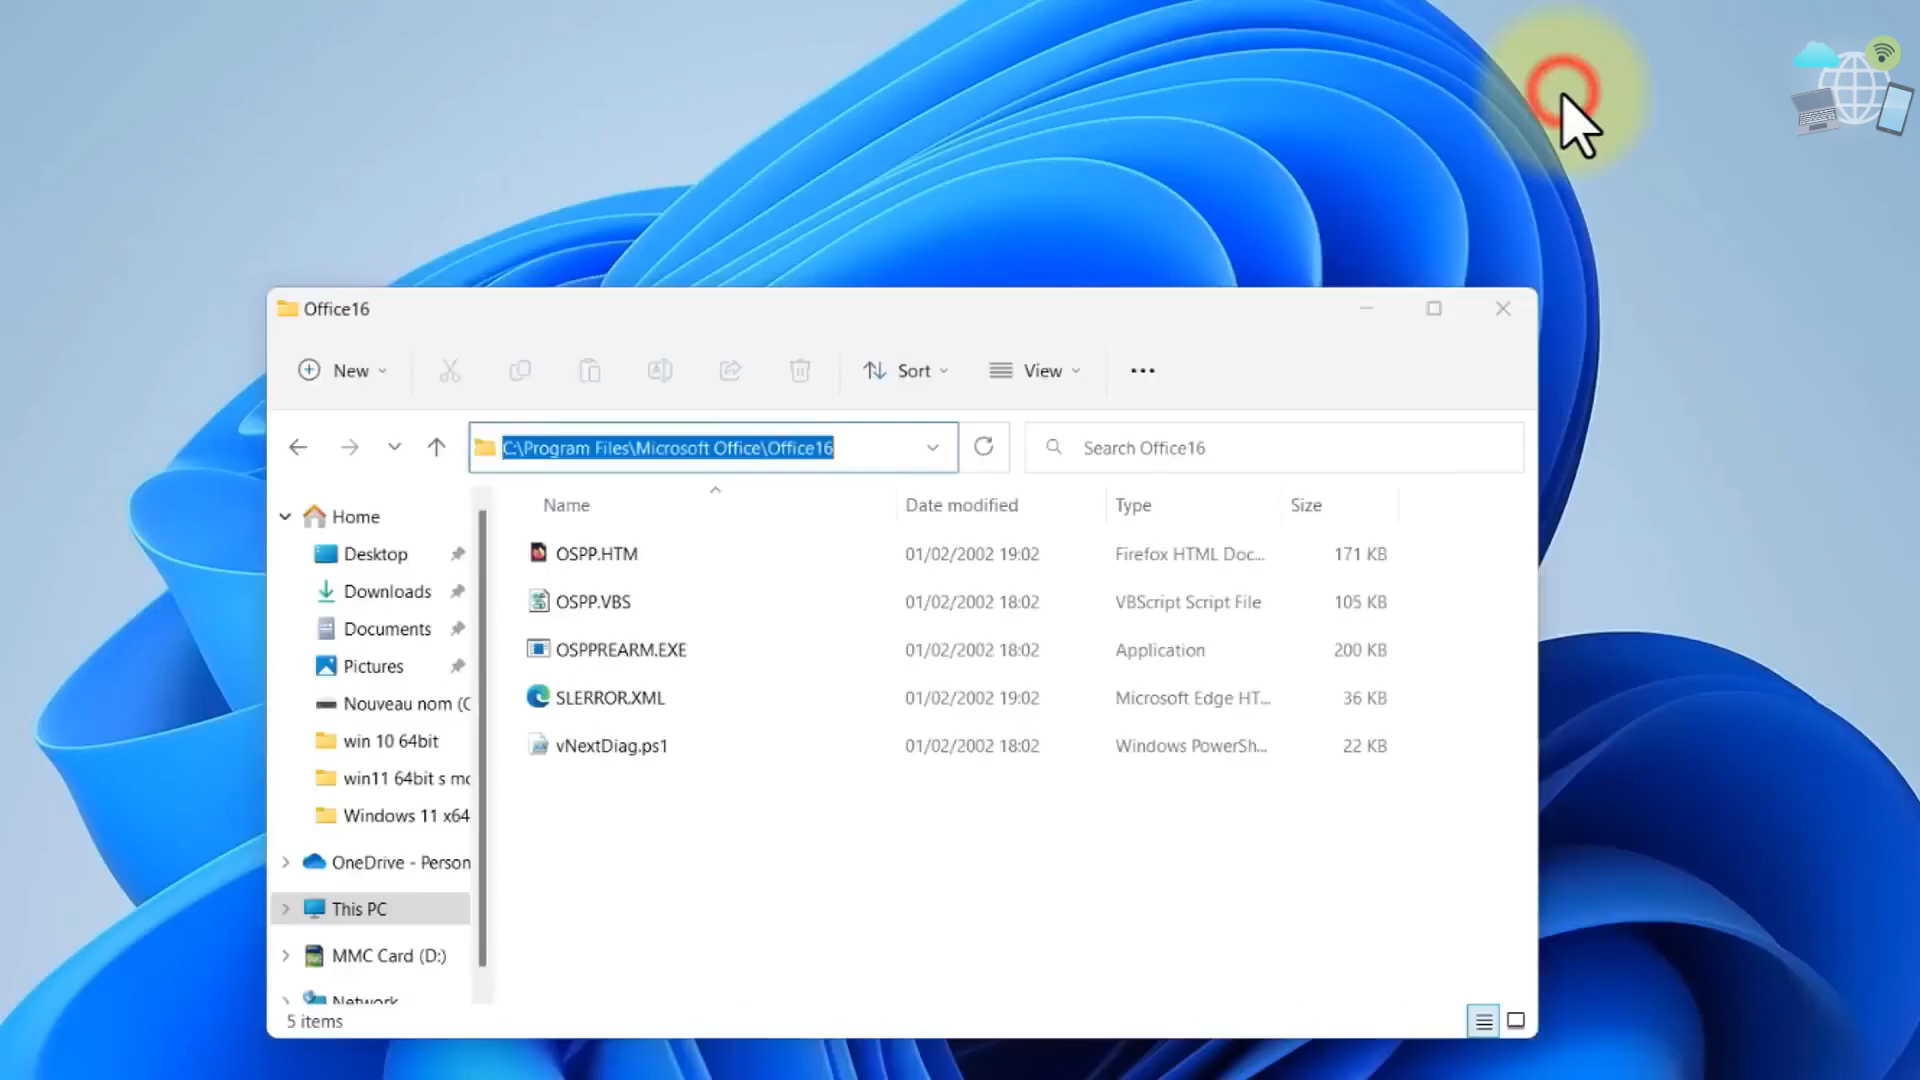 Office16
New
Sort
View
C:\Program Files\Microsoft Office\Office16
Search Office16
Name Date modified Type Size
OSPP.HTM 01/02/2002 19:02 Firefox HTML Doc... 171 KB
OSPP.VBS 01/02/2002 18:02 VBScript Script File 105 KB
OSPPREARM.EXE 01/02/2002 18:02 Application 200 KB
SLERROR.XML 01/02/2002 19:02 Microsoft Edge HT... 36 KB
vNextDiag.ps1 01/02/2002 18:02 Windows PowerSh... 22 KB
Home
Desktop
Downloads
Documents
Pictures
Nouveau nom (C
win 10 64bit
win11 64bit s mo
Windows 11 x64
OneDrive - Person
This PC
MMC Card (D:)
Network
5 items